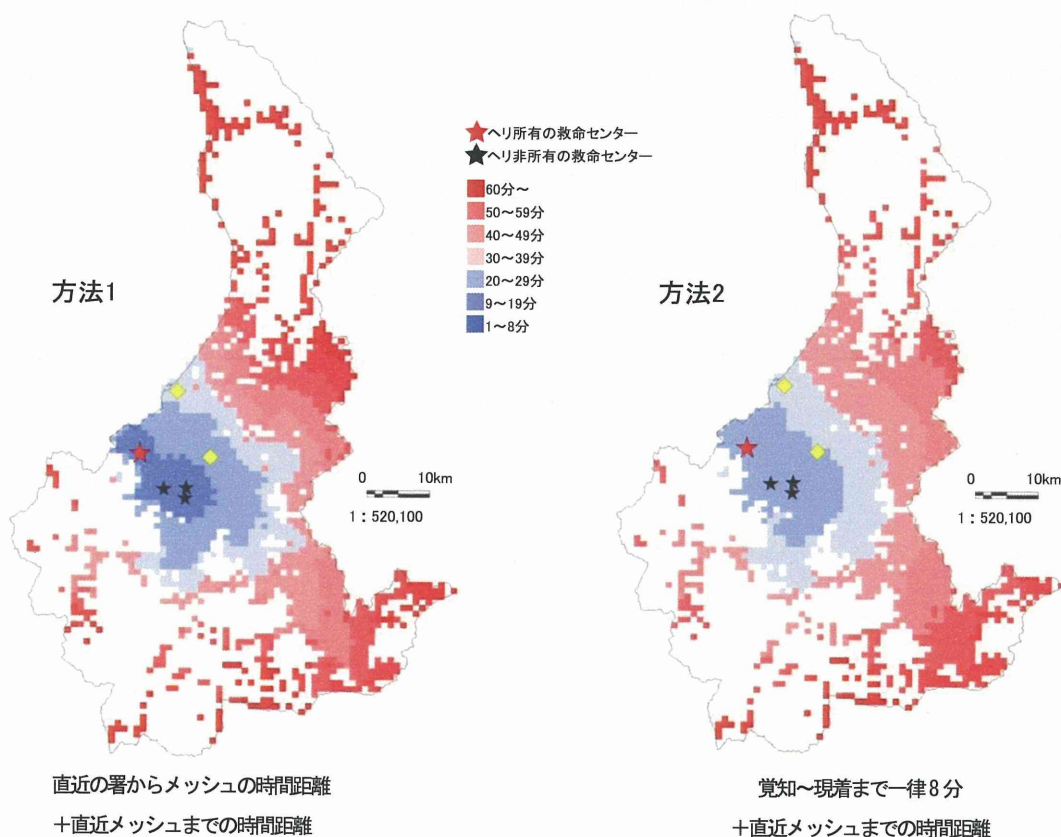 ★ヘリ所有の救命センター
★ヘリ非所有の救命センター
60分～
50～59分
40～49分
30～39分
20～29分
9～19分
1～8分
方法1
方法2
0 10km
1：520,100
0 10km
1：520,100
直近の署からメッシュの時間距離
＋直近メッシュまでの時間距離
覚知～現着まで一律8分
＋直近メッシュまでの時間距離